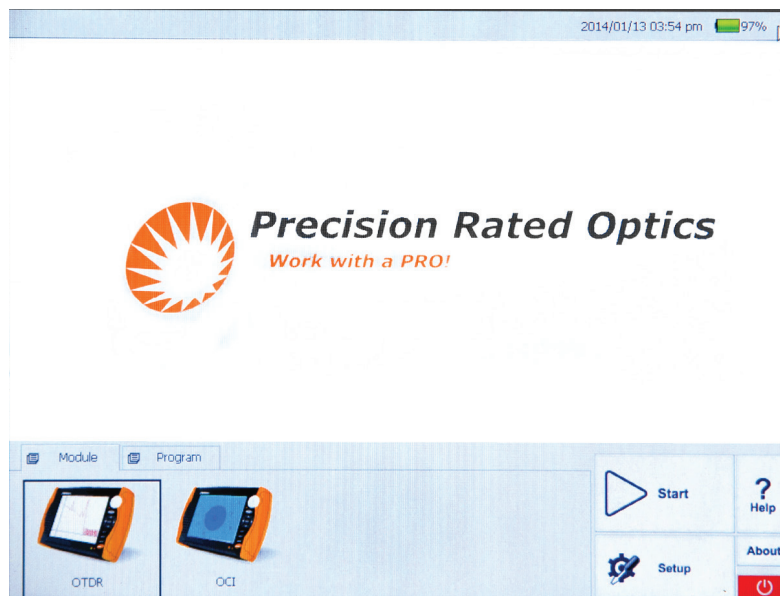 2014/01/13 03:54 pm 97%
Precision Rated Optics
Work with a PRO!
Module Program
OTDR OCI
Start
Setup
?
Help
About